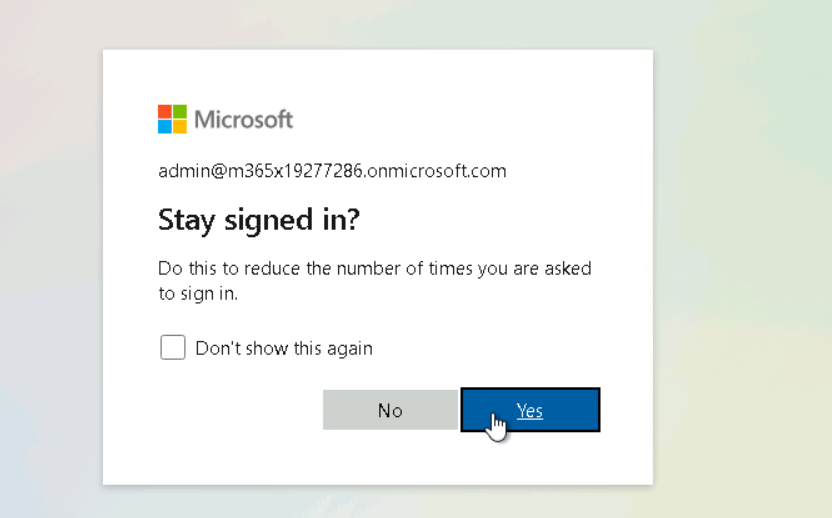 Microsoft
admin@m365x19277286.onmicrosoft.com
Stay signed in?
Do this to reduce the number of times you are asked
to sign in.
Don't show this again
No
Yes